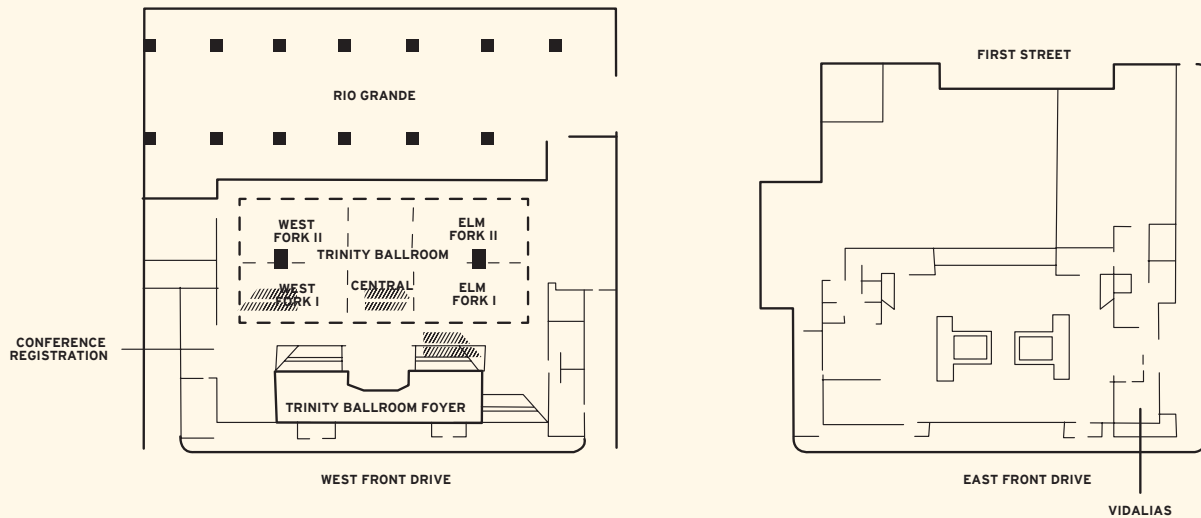 FIRST STREET
RIO GRANDE
WEST
FORK II
ELM
FORK II
TRINITY BALLROOM
WEST
FORK I
CENTRAL
ELM
FORK I
CONFERENCE
REGISTRATION
TRINITY BALLROOM FOYER
WEST FRONT DRIVE
EAST FRONT DRIVE
VIDALIAS